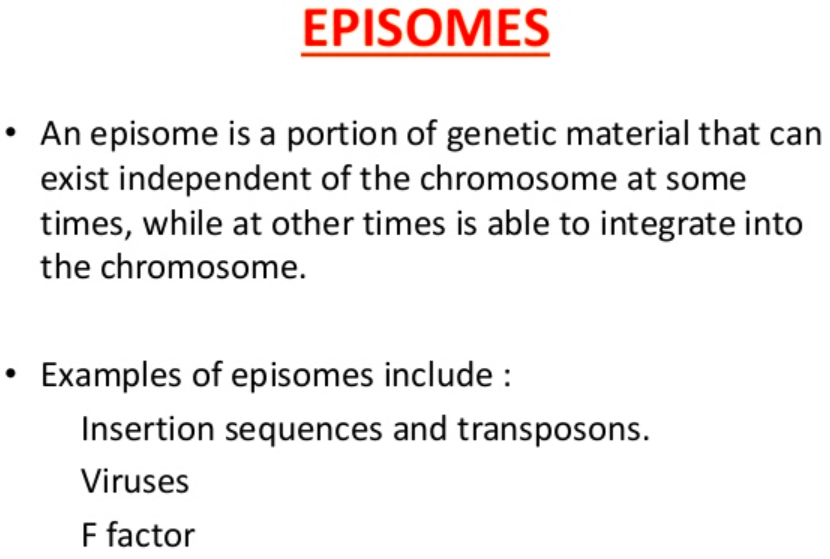 EPISOMES
• An episome is a portion of genetic material that can
exist independent of the chromosome at some
times, while at other times is able to integrate into
the chromosome.
• Examples of episomes include :
Insertion sequences and transposons.
Viruses
F factor